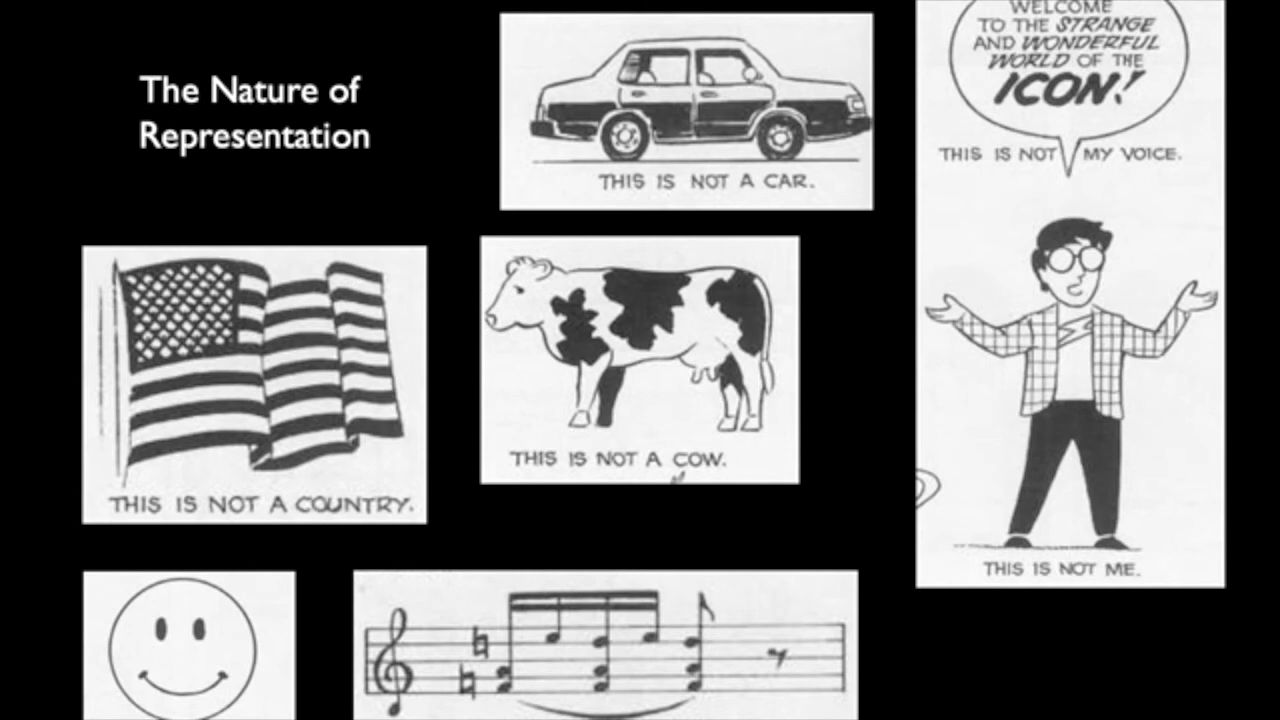 The Nature of
Representation
THIS IS NOT A CAR.
WELCOME
TO THE STRANGE
AND WONDERFUL
WORLD OF THE
ICON!
THIS IS NOT MY VOICE.
THIS IS NOT A COUNTRY.
THIS IS NOT A COW.
THIS IS NOT ME.